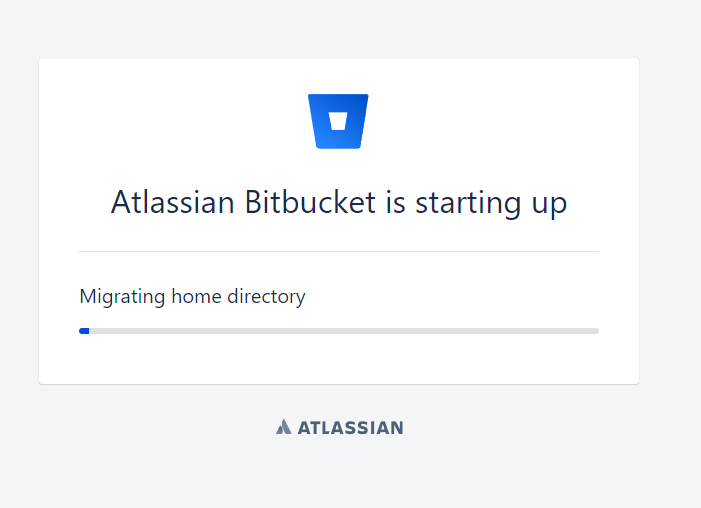 Atlassian Bitbucket is starting up
Migrating home directory
ATLASSIAN